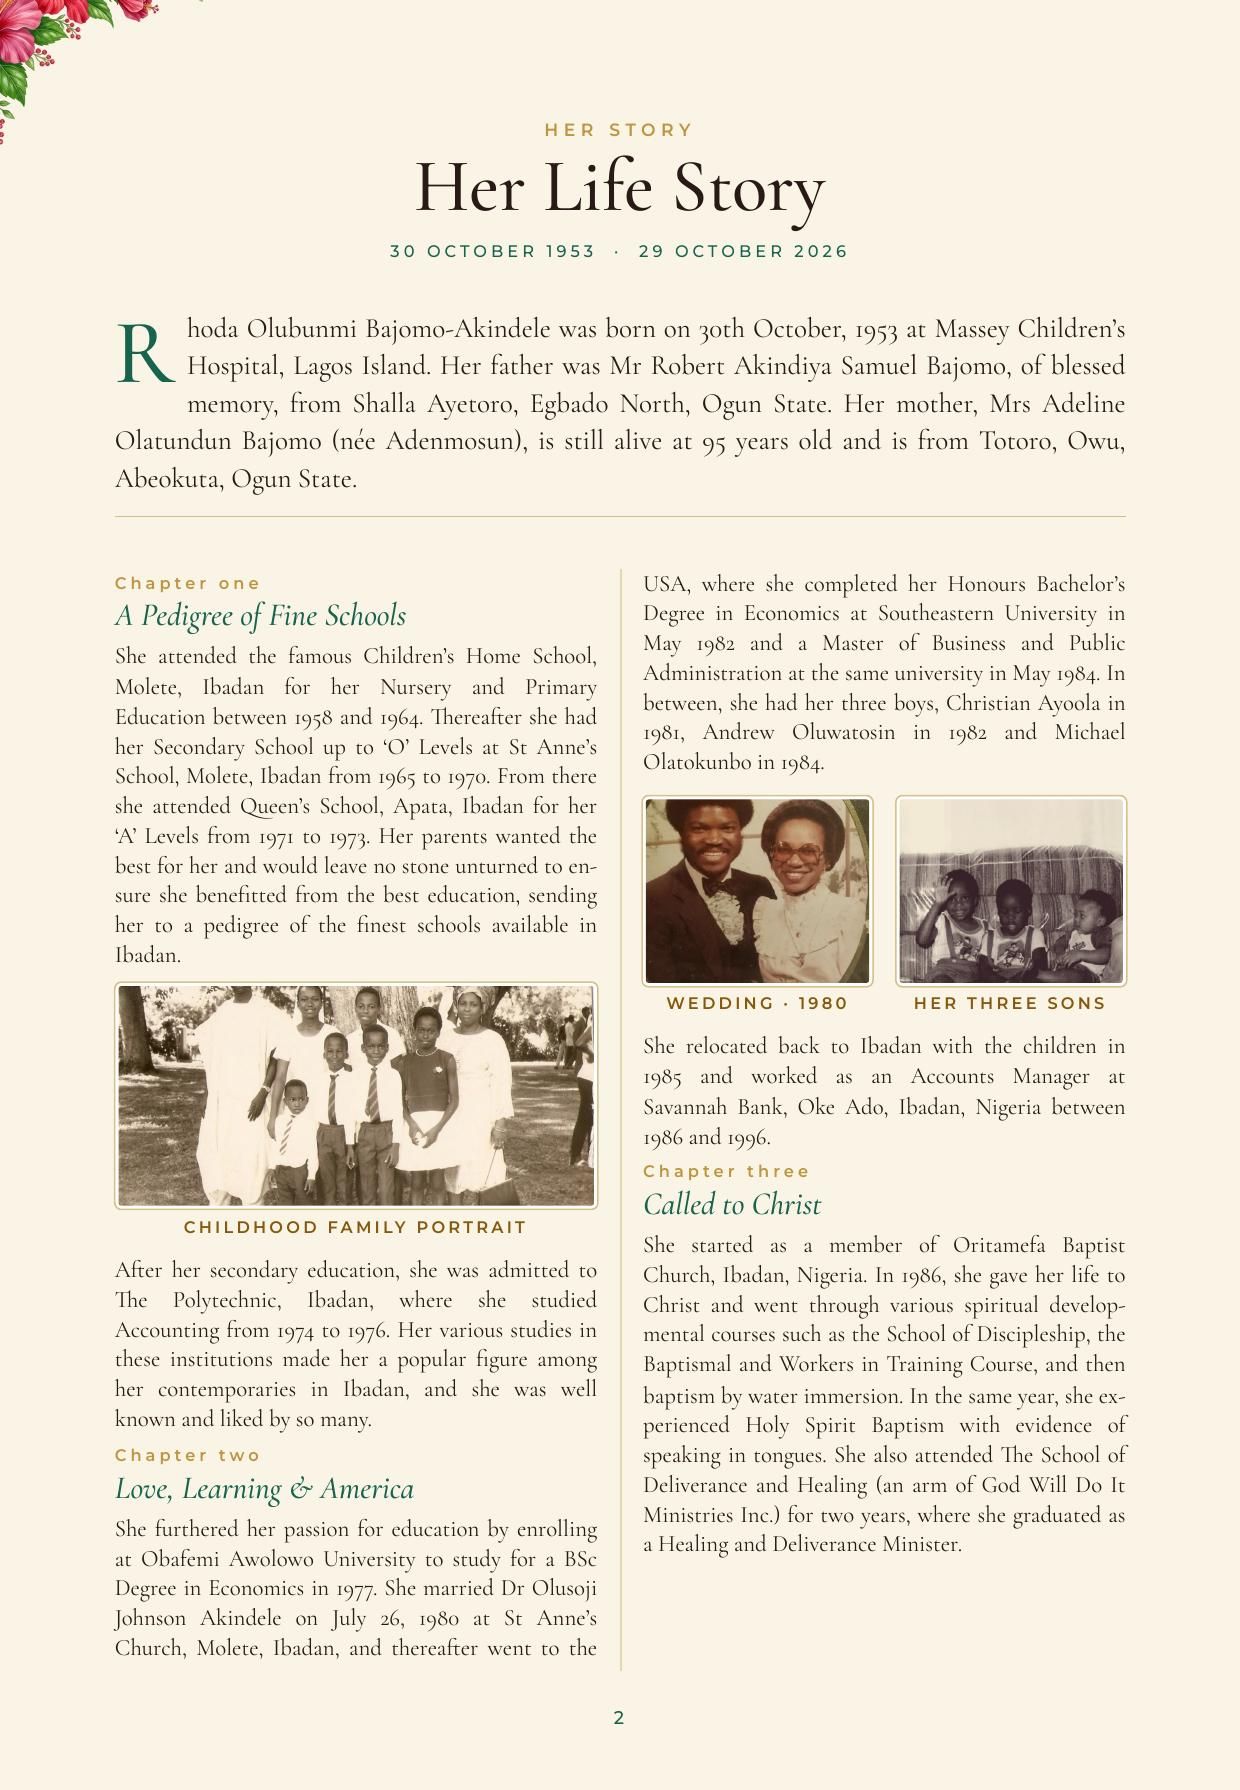 HER STORY
Her Life Story
30 OCTOBER 1953 · 29 OCTOBER 2026
Rhoda Olubunmi Bajomo-Akindele was born on 30th October, 1953 at Massey Children’s
Hospital, Lagos Island. Her father was Mr Robert Akindiya Samuel Bajomo, of blessed
memory, from Shalla Ayetoro, Egbado North, Ogun State. Her mother, Mrs Adeline
Olatundun Bajomo (née Adenmosun), is still alive at 95 years old and is from Totoro, Owu,
Abeokuta, Ogun State.
Chapter one
A Pedigree of Fine Schools
She attended the famous Children’s Home School,
Molete, Ibadan for her Nursery and Primary
Education between 1958 and 1964. Thereafter she had
her Secondary School up to ‘O’ Levels at St Anne’s
School, Molete, Ibadan from 1965 to 1970. From there
she attended Queen’s School, Apata, Ibadan for her
‘A’ Levels from 1971 to 1973. Her parents wanted the
best for her and would leave no stone unturned to en-
sure she benefitted from the best education, sending
her to a pedigree of the finest schools available in
Ibadan.
CHILDHOOD FAMILY PORTRAIT
After her secondary education, she was admitted to
The Polytechnic, Ibadan, where she studied
Accounting from 1974 to 1976. Her various studies in
these institutions made her a popular figure among
her contemporaries in Ibadan, and she was well
known and liked by so many.
Chapter two
Love, Learning & America
She furthered her passion for education by enrolling
at Obafemi Awolowo University to study for a BSc
Degree in Economics in 1977. She married Dr Olusoji
Johnson Akindele on July 26, 1980 at St Anne’s
Church, Molete, Ibadan, and thereafter went to the
USA, where she completed her Honours Bachelor’s
Degree in Economics at Southeastern University in
May 1982 and a Master of Business and Public
Administration at the same university in May 1984. In
between, she had her three boys, Christian Ayoola in
1981, Andrew Oluwatosin in 1982 and Michael
Olatokunbo in 1984.
WEDDING · 1980
HER THREE SONS
She relocated back to Ibadan with the children in
1985 and worked as an Accounts Manager at
Savannah Bank, Oke Ado, Ibadan, Nigeria between
1986 and 1996.
Chapter three
Called to Christ
She started as a member of Oritamefa Baptist
Church, Ibadan, Nigeria. In 1986, she gave her life to
Christ and went through various spiritual develop-
mental courses such as the School of Discipleship, the
Baptismal and Workers in Training Course, and then
baptism by water immersion. In the same year, she ex-
perienced Holy Spirit Baptism with evidence of
speaking in tongues. She also attended The School of
Deliverance and Healing (an arm of God Will Do It
Ministries Inc.) for two years, where she graduated as
a Healing and Deliverance Minister.
2